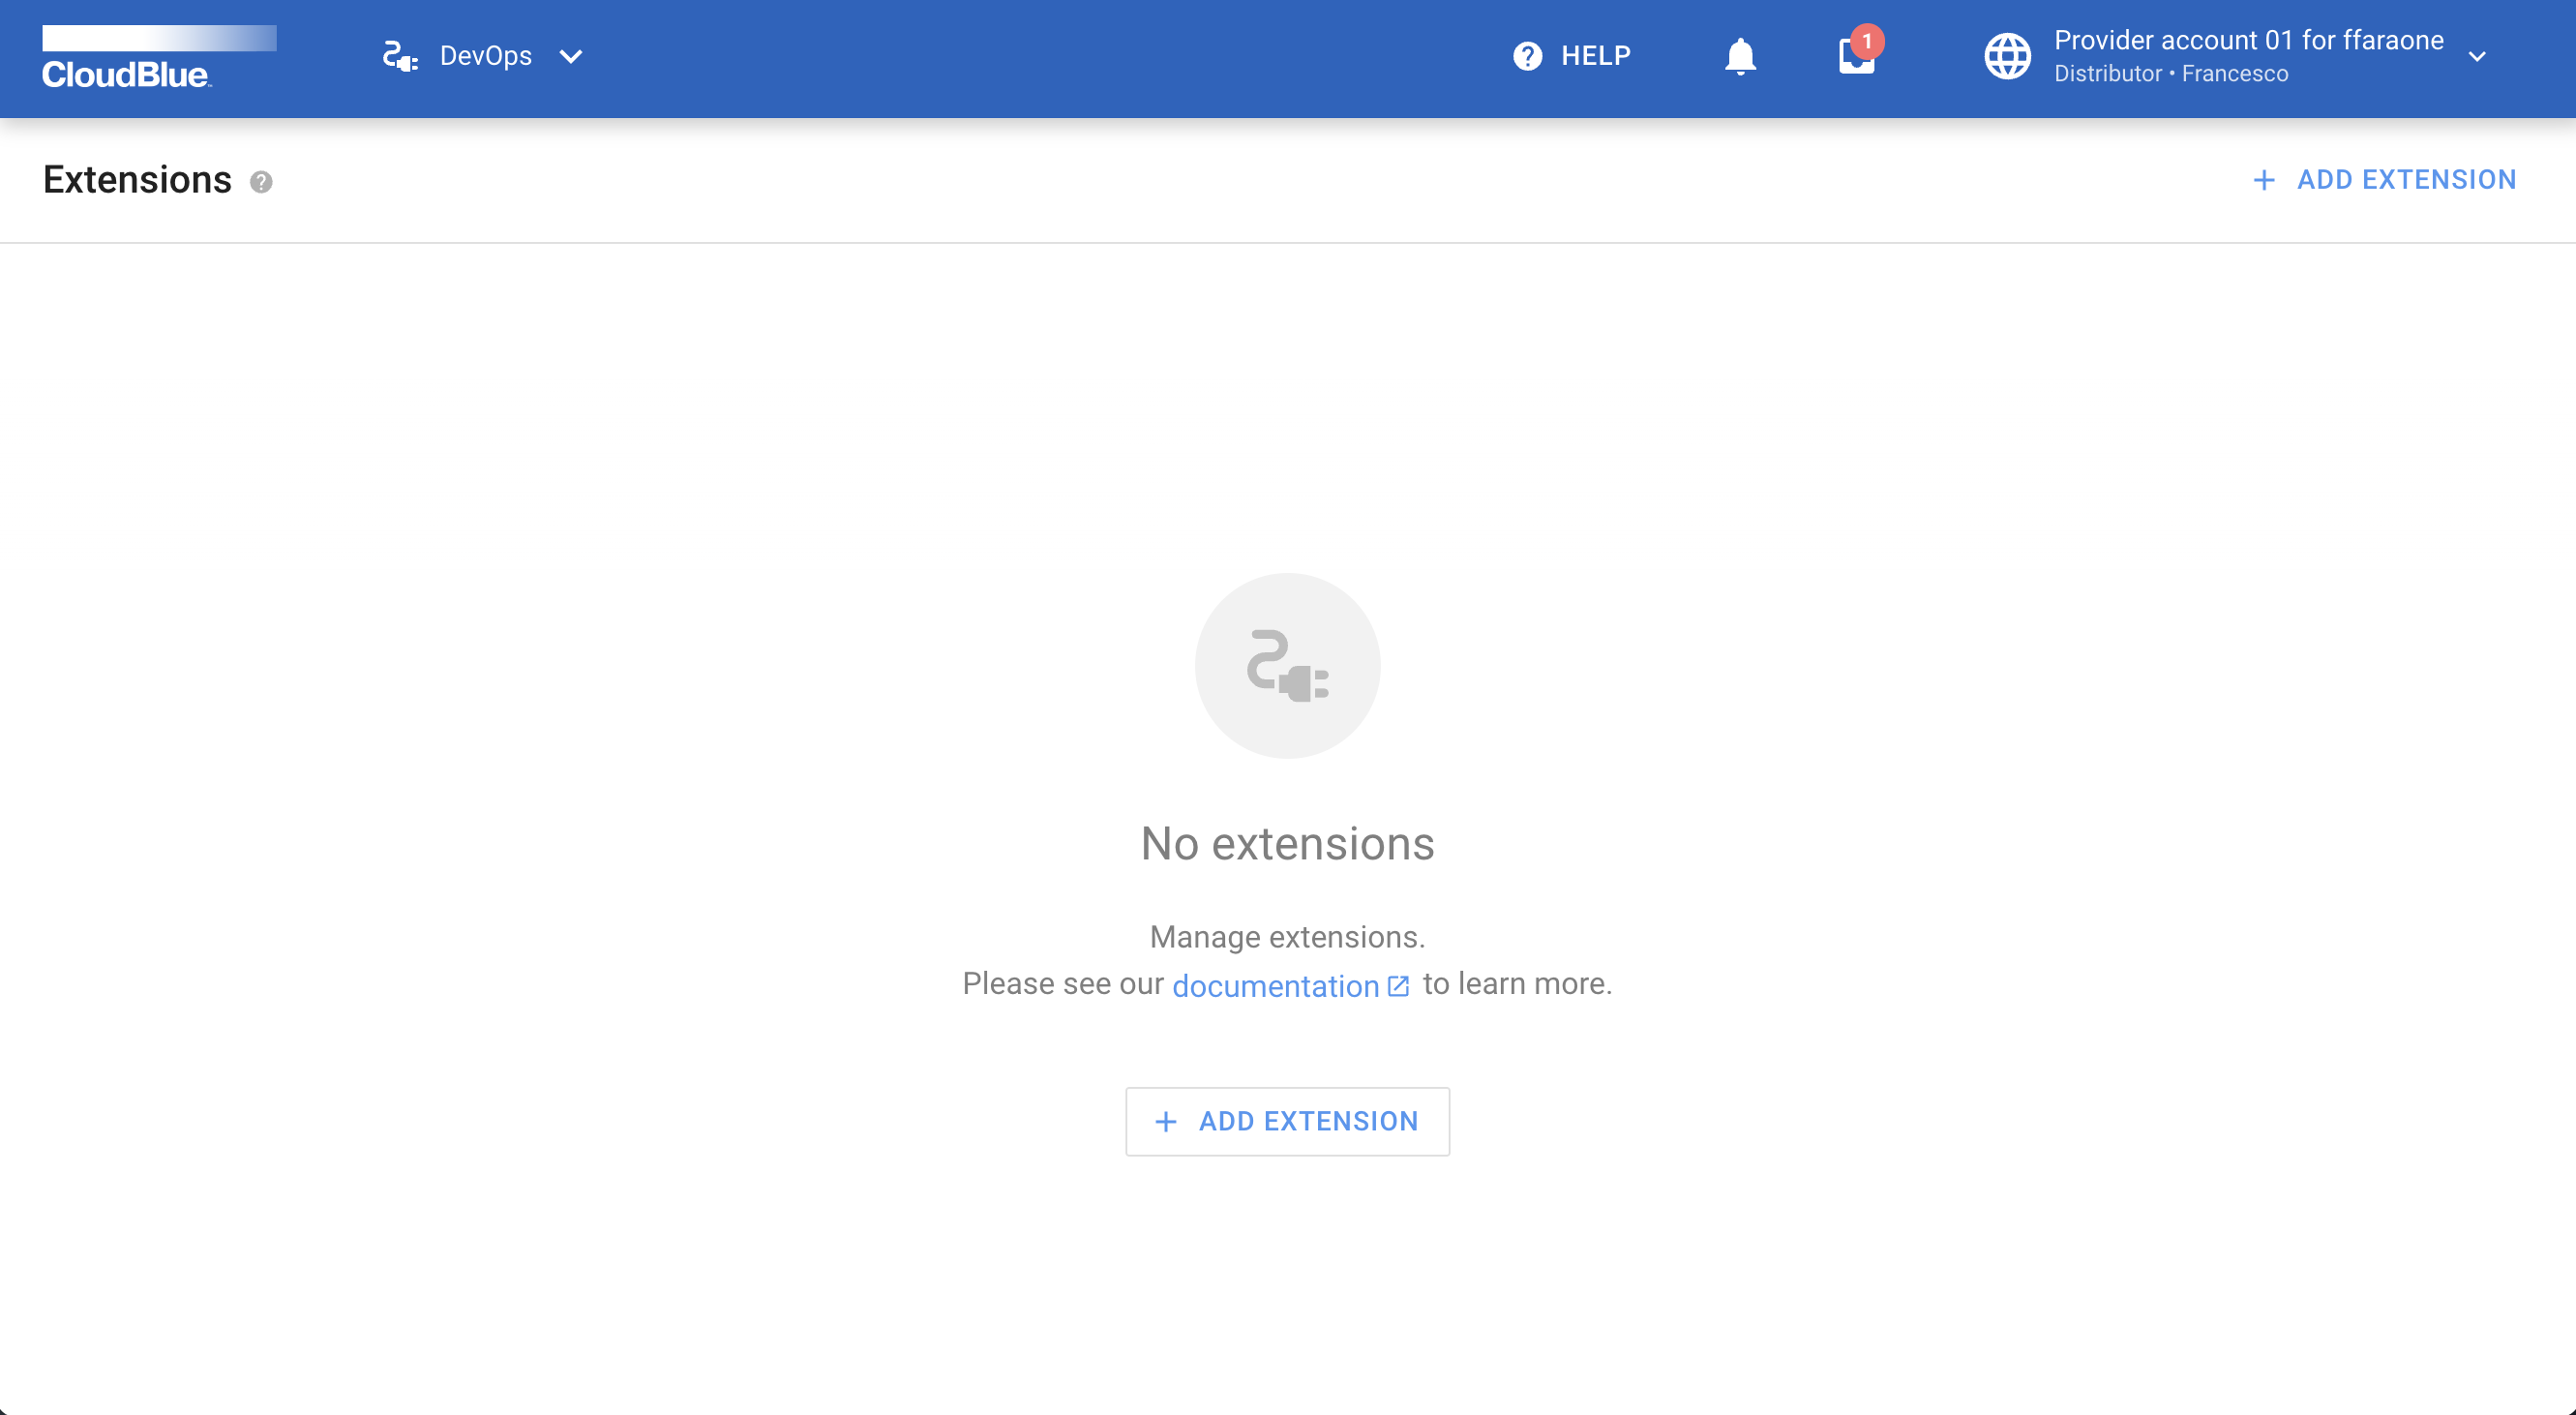 CloudBlue
DevOps
HELP
1
Provider account 01 for ffaraone
Distributor • Francesco
Extensions
+ ADD EXTENSION
No extensions
Manage extensions.
Please see our documentation to learn more.
+ ADD EXTENSION